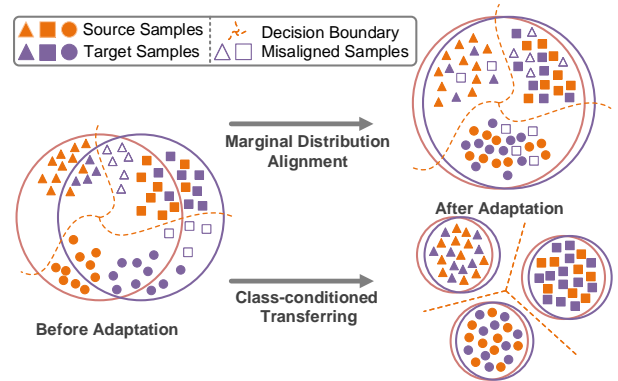 Source Samples
Decision Boundary
Target Samples
Misaligned Samples
Marginal Distribution
Alignment
After Adaptation
Before Adaptation
Class-conditioned
Transferring